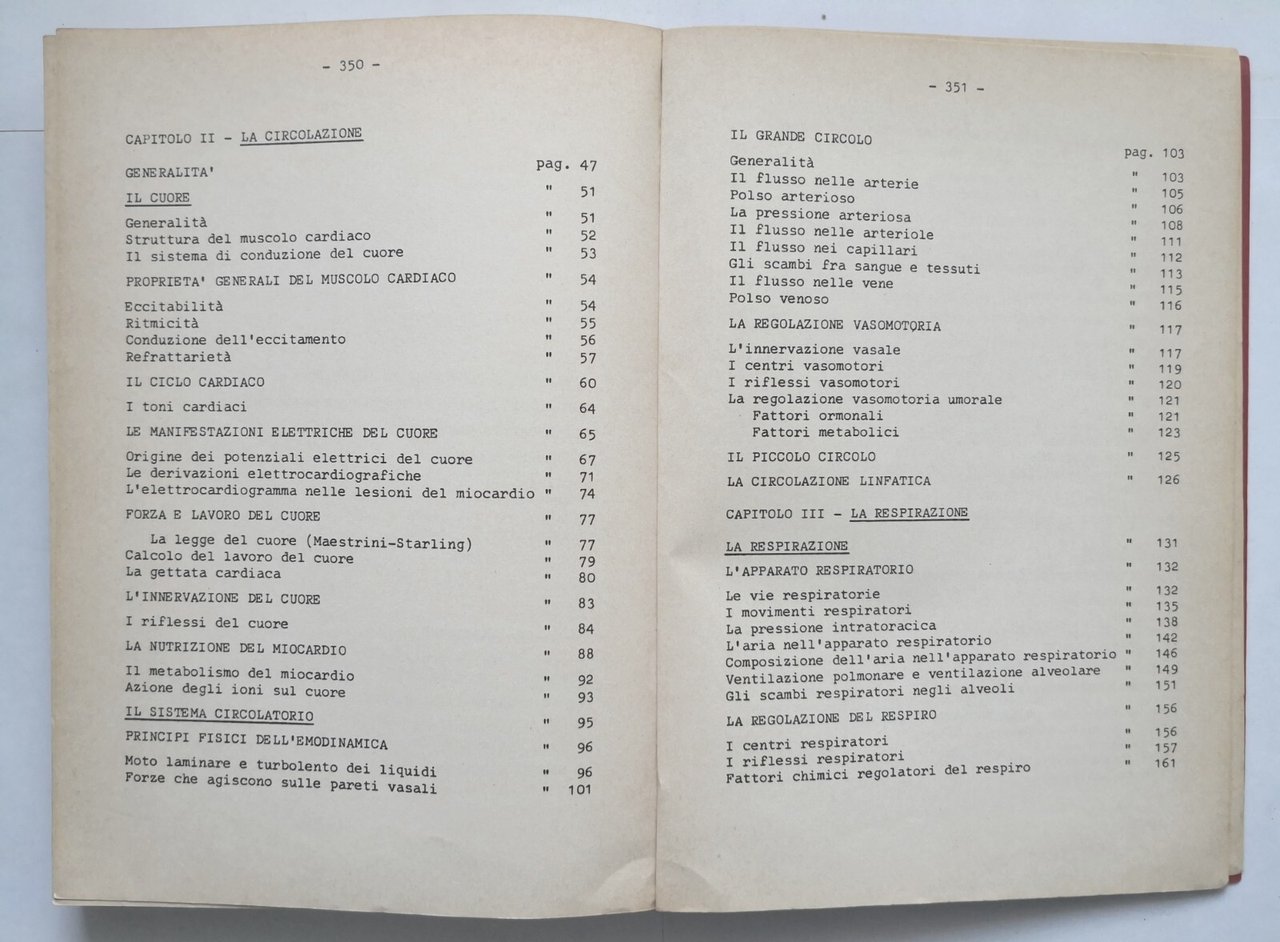 - 350 -
CAPITOLO II - LA CIRCOLAZIONE
GENERALITA' pag. 47
IL CUORE " 51
Generalità " 51
Struttura del muscolo cardiaco " 52
Il sistema di conduzione del cuore " 53
PROPRIETA' GENERALI DEL MUSCOLO CARDIACO " 54
Eccitabilità " 54
Ritmicità " 55
Conduzione dell'eccitamento " 56
Refrattarietà " 57
IL CICLO CARDIACO " 60
I toni cardiaci " 64
LE MANIFESTAZIONI ELETTRICHE DEL CUORE " 65
Origine dei potenziali elettrici del cuore " 67
Le derivazioni elettrocardiografiche " 71
L'elettrocardiogramma nelle lesioni del miocardio " 74
FORZA E LAVORO DEL CUORE " 77
La legge del cuore (Maestrini-Starling) " 77
Calcolo del lavoro del cuore " 79
La gettata cardiaca " 80
L'INNERVAZIONE DEL CUORE " 83
I riflessi del cuore " 84
LA NUTRIZIONE DEL MIOCARDIO " 88
Il metabolismo del miocardio " 92
Azione degli ioni sul cuore " 93
IL SISTEMA CIRCOLATORIO " 95
PRINCIPI FISICI DELL'EMODINAMICA " 96
Moto laminare e turbolento dei liquidi " 96
Forze che agiscono sulle pareti vasali " 101
- 351 -
IL GRANDE CIRCOLO
Generalità pag. 103
Il flusso nelle arterie " 103
Polso arterioso " 105
La pressione arteriosa " 106
Il flusso nelle arteriole " 108
Il flusso nei capillari " 111
Gli scambi fra sangue e tessuti " 112
Il flusso nelle vene " 113
Polso venoso " 115
" 116
LA REGOLAZIONE VASOMOTORIA " 117
L'innervazione vasale " 117
I centri vasomotori " 119
I riflessi vasomotori " 120
La regolazione vasomotoria umorale " 121
Fattori ormonali " 121
Fattori metabolici " 123
IL PICCOLO CIRCOLO " 125
LA CIRCOLAZIONE LINFATICA " 126
CAPITOLO III - LA RESPIRAZIONE
LA RESPIRAZIONE " 131
L'APPARATO RESPIRATORIO " 132
Le vie respiratorie " 132
I movimenti respiratori " 135
La pressione intratoracica " 138
L'aria nell'apparato respiratorio " 142
Composizione dell'aria nell'apparato respiratorio " 146
Ventilazione polmonare e ventilazione alveolare " 149
Gli scambi respiratori negli alveoli " 151
LA REGOLAZIONE DEL RESPIRO " 156
I centri respiratori " 156
I riflessi respiratori " 157
Fattori chimici regolatori del respiro " 161